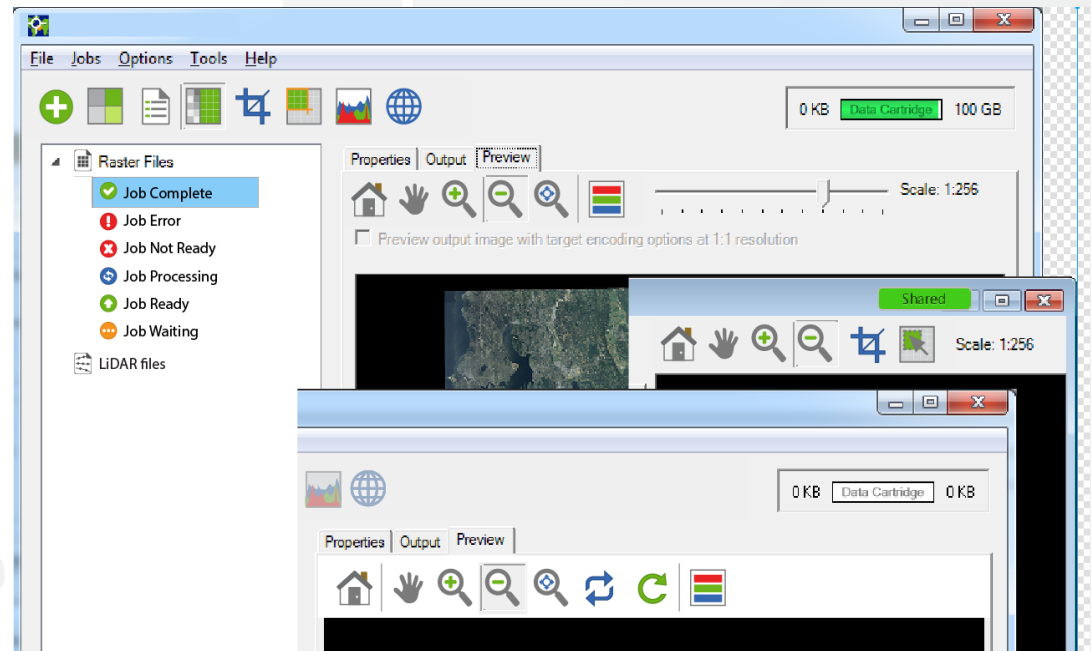 File Jobs Options Tools Help
0 KB Data Cartridge 100 GB
Raster Files
Job Complete
Job Error
Job Not Ready
Job Processing
Job Ready
Job Waiting
LiDAR files
Properties Output Preview
Scale: 1:256
Preview output image with target encoding options at 1:1 resolution
Shared
Scale: 1:256
0 KB Data Cartridge 0 KB
Properties Output Preview